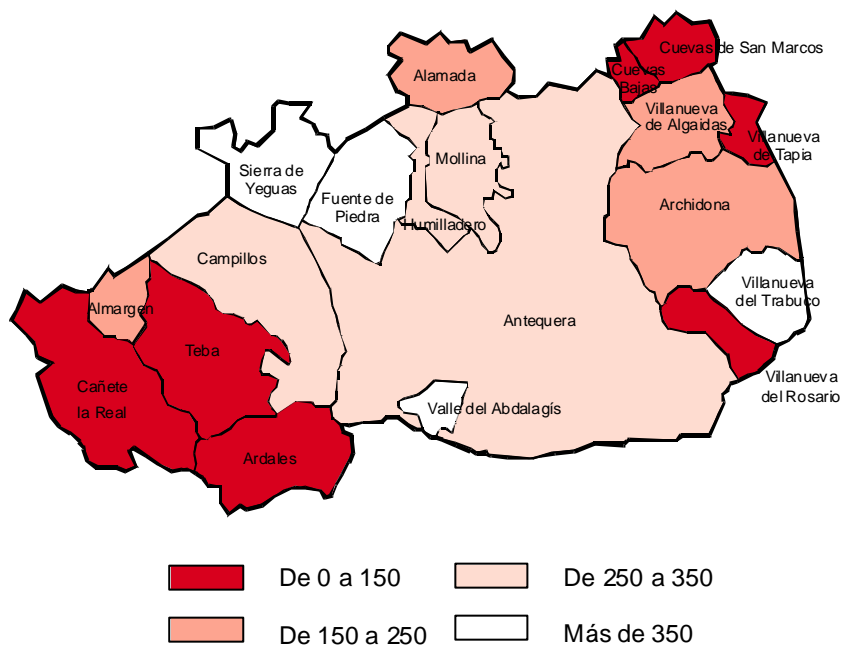 Cuevas de San Marcos
Alamada
Cuevas
Bajas
Villanueva
de Algaidas
Villanueva
de Tapia
Mollina
Sierra de
Yeguas
Fuente de
Piedra
Archidona
Humilladero
Campillos
Villanueva
del Trabuco
Almargen
Antequera
Teba
Cañete
la Real
Villanueva
del Rosario
Valle del Abdalagís
Ardales
De 0 a 150
De 250 a 350
De 150 a 250
Más de 350